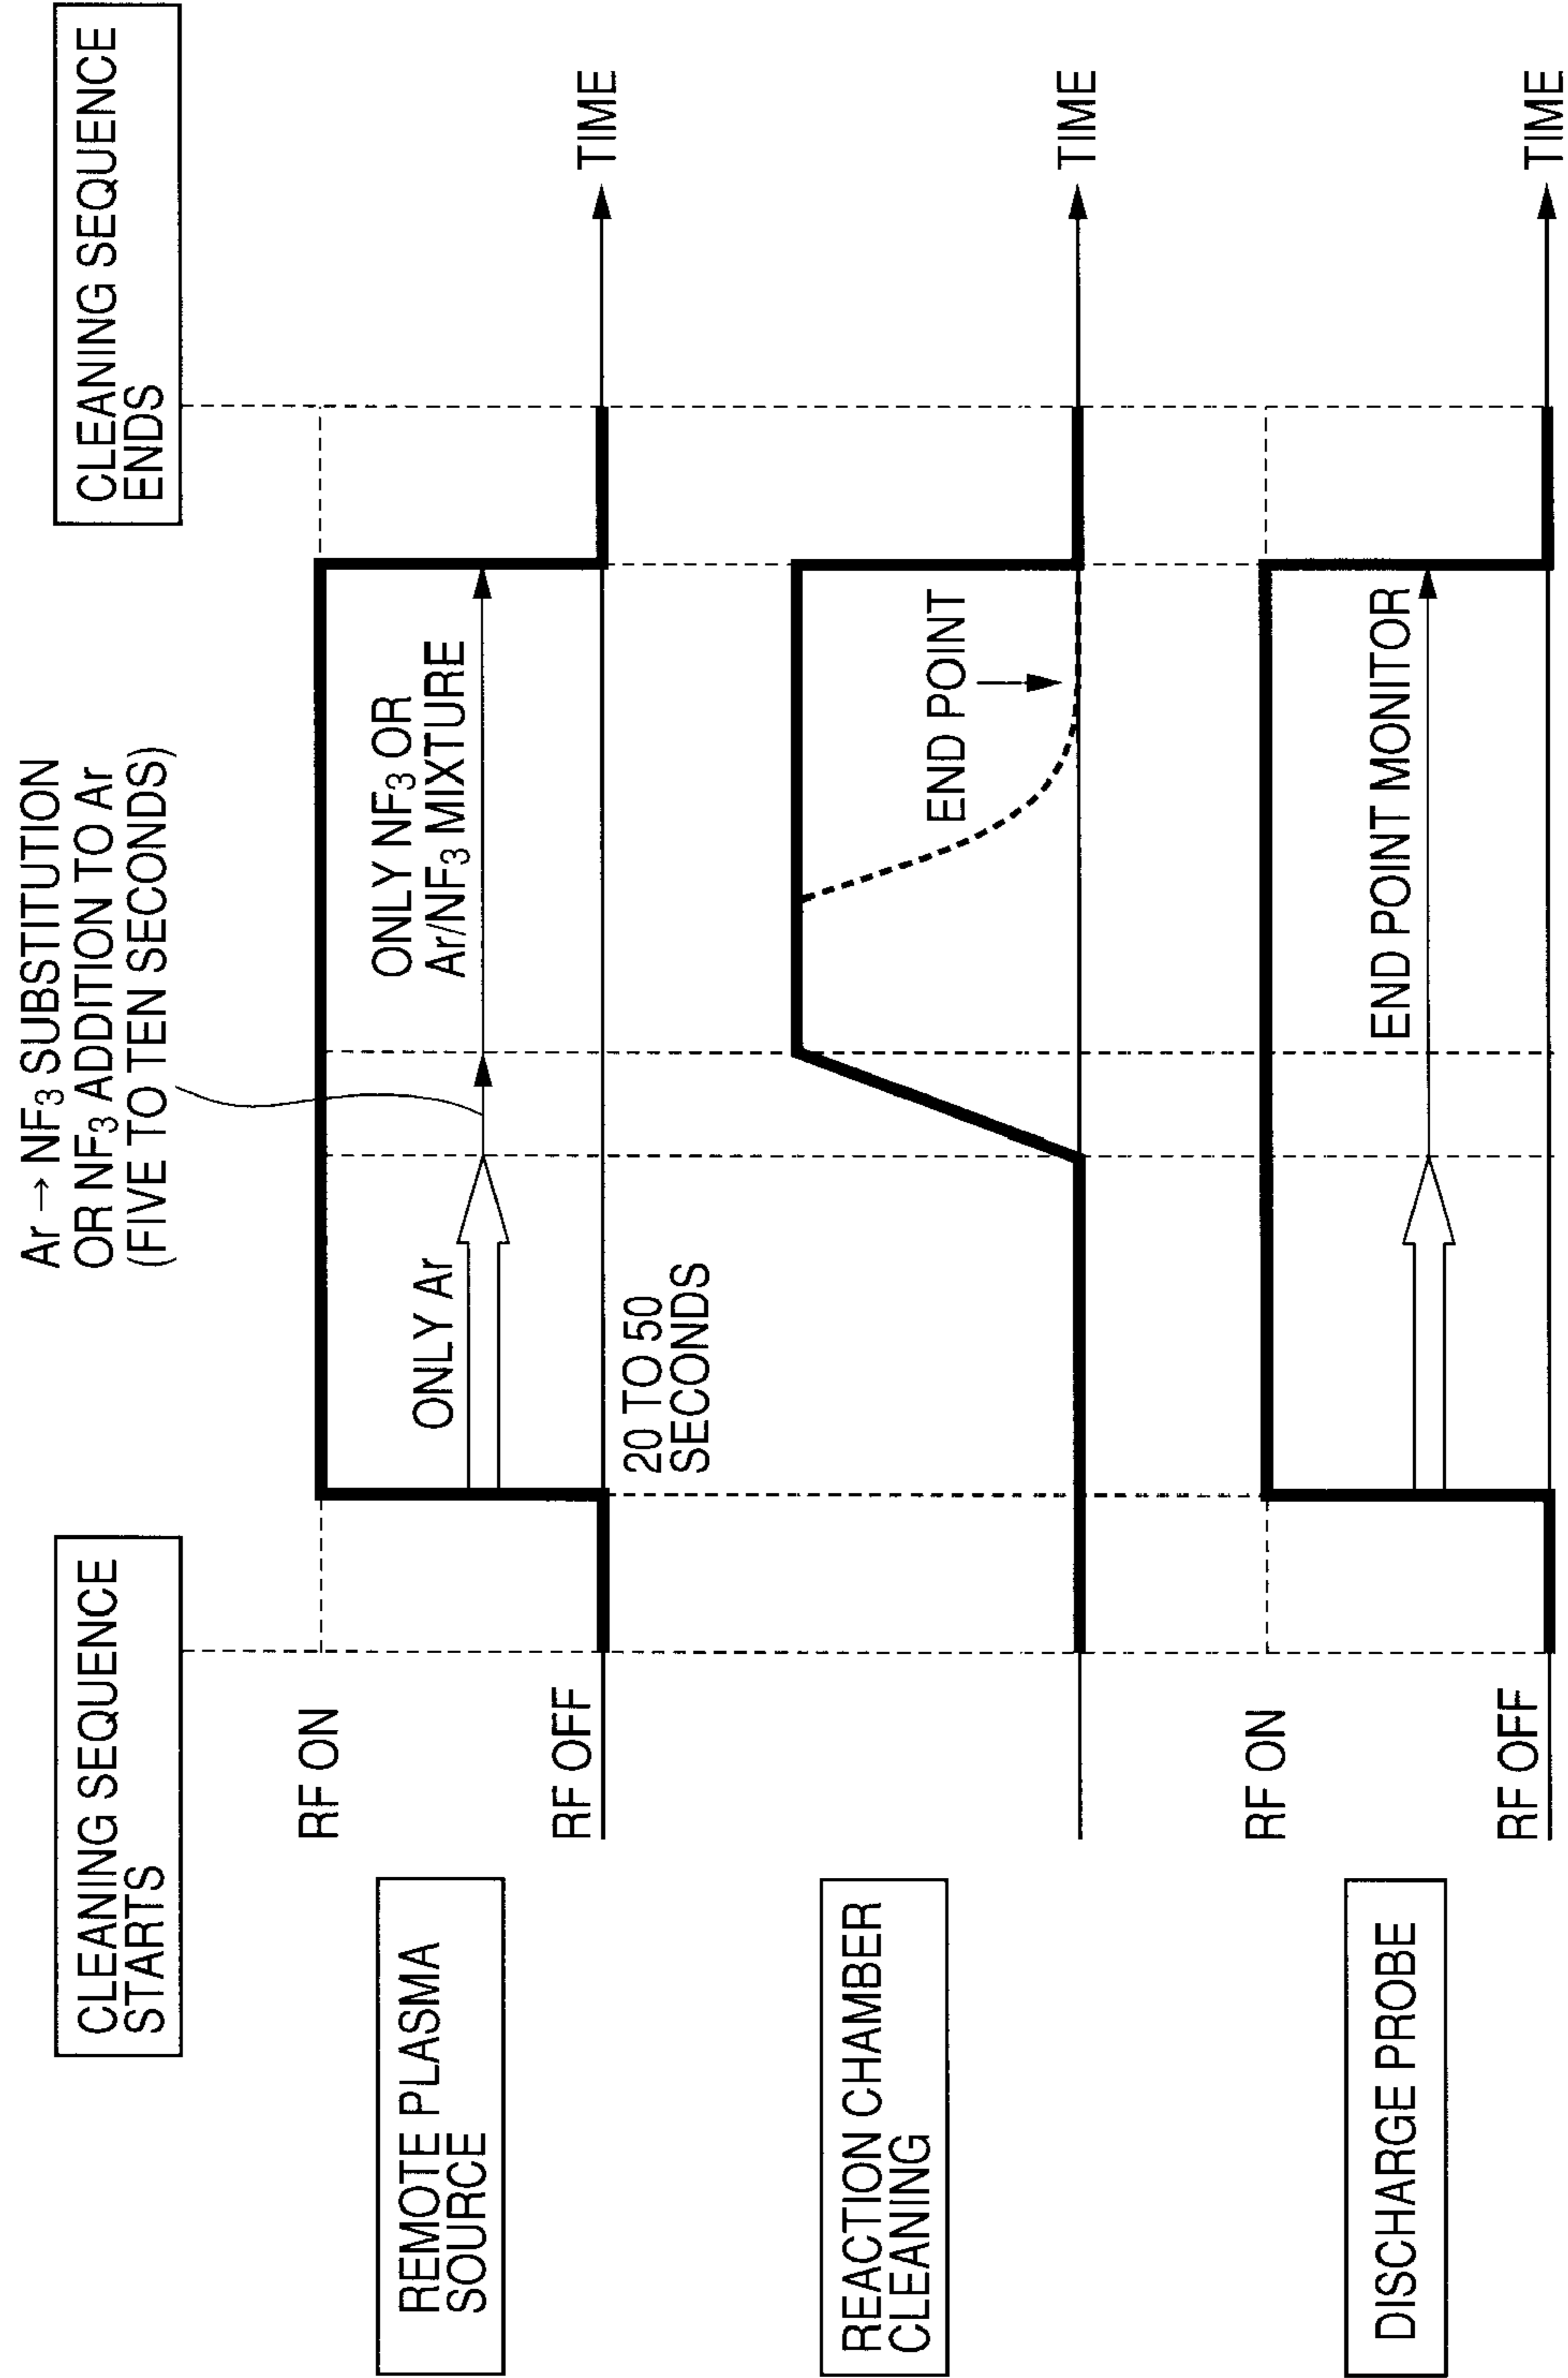 CLEANING SEQUENCE
STARTS
Ar → NF3 SUBSTITUTION
OR NF3 ADDITION TO Ar
(FIVE TO TEN SECONDS)
CLEANING SEQUENCE
ENDS
REMOTE PLASMA
SOURCE
RF ON
RF OFF
ONLY Ar
ONLY NF3 OR
Ar/NF3 MIXTURE
TIME
20 TO 50
SECONDS
REACTION CHAMBER
CLEANING
END POINT
TIME
DISCHARGE PROBE
RF ON
RF OFF
END POINT MONITOR
TIME